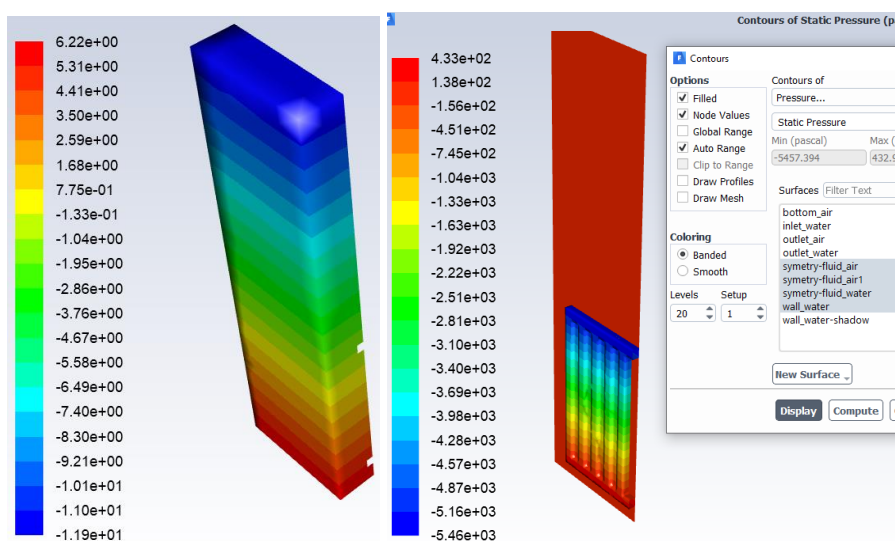 6.22e+00
5.31e+00
4.41e+00
3.50e+00
2.59e+00
1.68e+00
7.75e-01
-1.33e-01
-1.04e+00
-1.95e+00
-2.86e+00
-3.76e+00
-4.67e+00
-5.58e+00
-6.49e+00
-7.40e+00
-8.30e+00
-9.21e+00
-1.01e+01
-1.10e+01
-1.19e+01
Contours of Static Pressure (p
4.33e+02
1.38e+02
-1.56e+02
-4.51e+02
-7.45e+02
-1.04e+03
-1.33e+03
-1.63e+03
-1.92e+03
-2.22e+03
-2.51e+03
-2.81e+03
-3.10e+03
-3.40e+03
-3.69e+03
-3.98e+03
-4.28e+03
-4.57e+03
-4.87e+03
-5.16e+03
-5.46e+03
Contours
Options
Filled
Node Values
Global Range
Auto Range
Clip to Range
Draw Profiles
Draw Mesh
Coloring
Banded
Smooth
Levels Setup
20 1
Contours of
Pressure...
Static Pressure
Min (pascal) Max (
-5457.394 432.9
Surfaces Filter Text
bottom_air
inlet_water
outlet_air
outlet_water
symetry-fluid_air
symetry-fluid_air1
symetry-fluid_water
wall_water
wall_water-shadow
New Surface
Display Compute